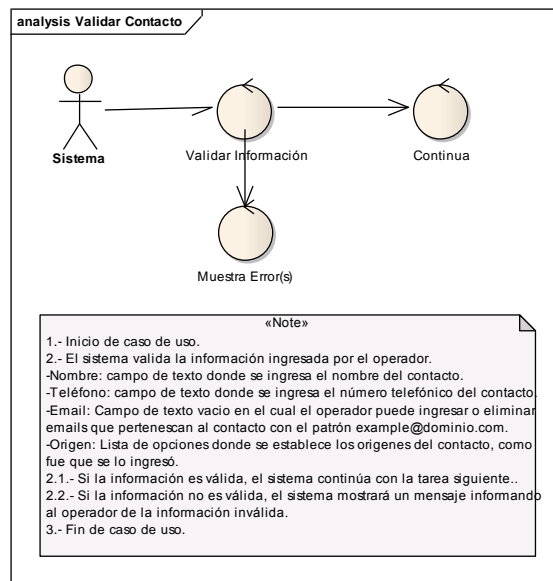 analysis Validar Contacto
Sistema
Validar Información
Continua
Muestra Error(s)
«Note»
1.- Inicio de caso de uso.
2.- El sistema valida la información ingresada por el operador.
-Nombre: campo de texto donde se ingresa el nombre del contacto.
-Teléfono: campo de texto donde se ingresa el número telefónico del contacto.
-Email: Campo de texto vacio en el cual el operador puede ingresar o eliminar
emails que pertenescan al contacto con el patrón example@dominio.com.
-Origen: Lista de opciones donde se establece los origenes del contacto, como
fue que se lo ingresó.
2.1.- Si la información es válida, el sistema continúa con la tarea siguiente..
2.2.- Si la información no es válida, el sistema mostrará un mensaje informando
al operador de la información inválida.
3.- Fin de caso de uso.